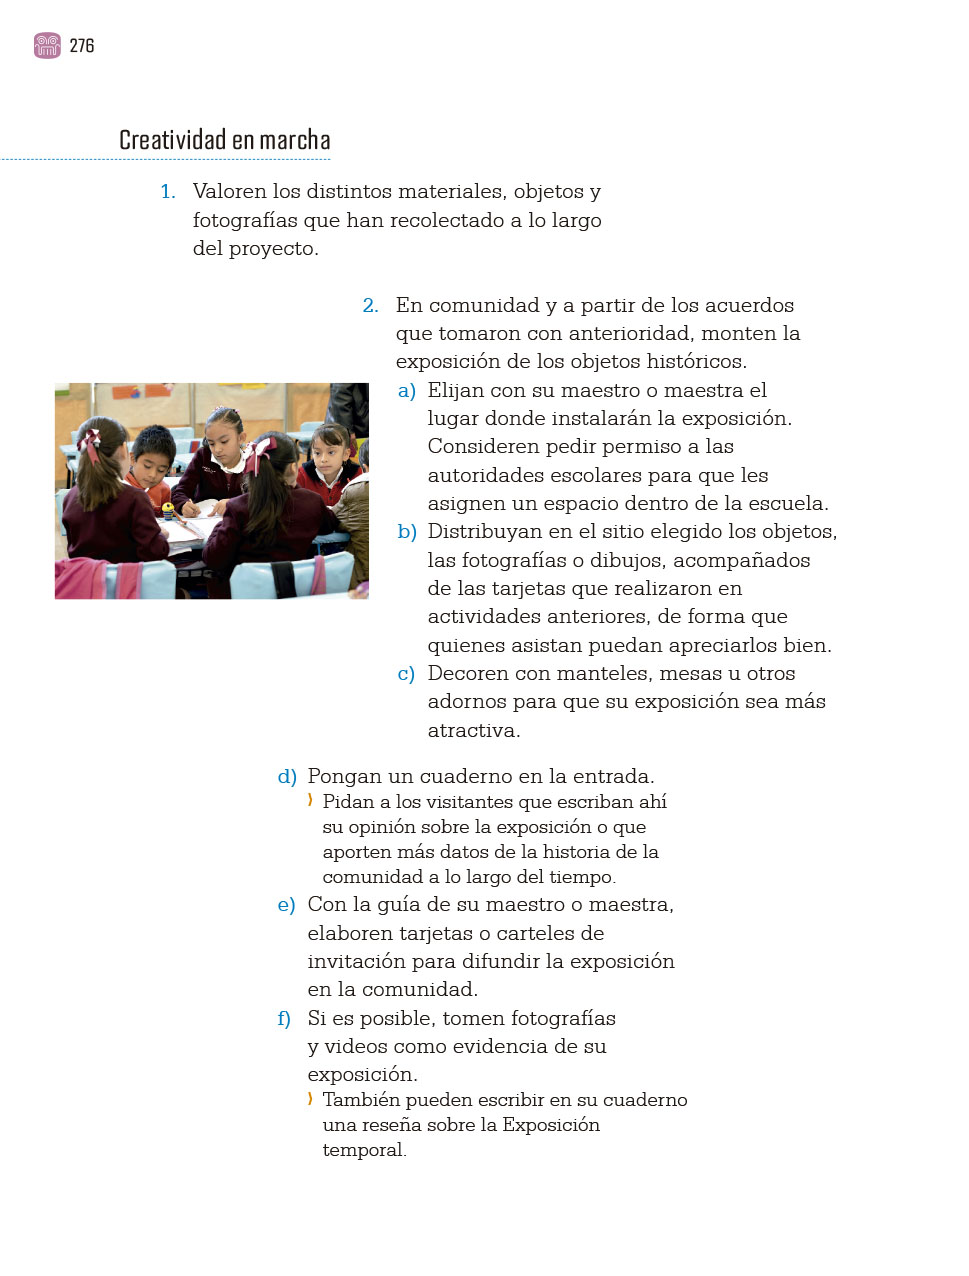 276
Creatividad en marcha
1. Valoren los distintos materiales, objetos y
fotografías que han recolectado a lo largo
del proyecto.
2. En comunidad y a partir de los acuerdos
que tomaron con anterioridad, monten la
exposición de los objetos históricos.
a) Elijan con su maestro o maestra el
lugar donde instalarán la exposición.
Consideren pedir permiso a las
autoridades escolares para que les
asignen un espacio dentro de la escuela.
b) Distribuyan en el sitio elegido los objetos,
las fotografías o dibujos, acompañados
de las tarjetas que realizaron en
actividades anteriores, de forma que
quienes asistan puedan apreciarlos bien.
c) Decoren con manteles, mesas u otros
adornos para que su exposición sea más
atractiva.
d) Pongan un cuaderno en la entrada.
⟩ Pidan a los visitantes que escriban ahí
su opinión sobre la exposición o que
aporten más datos de la historia de la
comunidad a lo largo del tiempo.
e) Con la guía de su maestro o maestra,
elaboren tarjetas o carteles de
invitación para difundir la exposición
en la comunidad.
f) Si es posible, tomen fotografías
y videos como evidencia de su
exposición.
⟩ También pueden escribir en su cuaderno
una reseña sobre la Exposición
temporal.